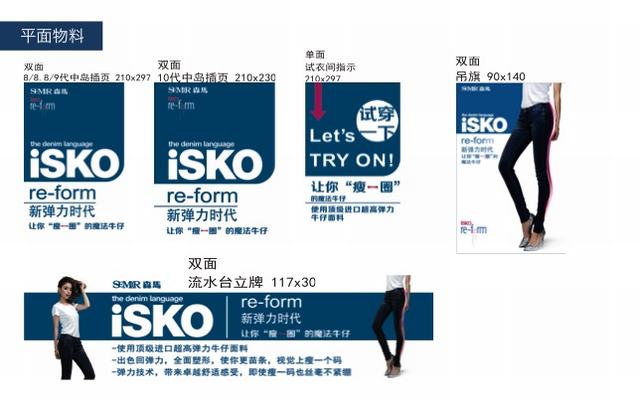 平面物料
双面
8/8.8/9代中岛插页 210x297
SEMIR 森馬
re-form
the denim language
iSKO
re-form
新弹力时代
让你“瘦一圈”的魔法牛仔
双面
10代中岛插页 210x230
SEMIR 森馬
re-form
the denim language
iSKO
re-form
新弹力时代
让你“瘦一圈”的魔法牛仔
单面
试衣间指示
210x297
试穿
一下
Let's
TRY ON!
让你“瘦一圈”
的魔法牛仔
使用顶级进口超高弹力
牛仔面料
双面
吊旗 90x140
SEMIR 森馬
the denim language
iSKO
re-form
新弹力时代
让你“瘦一圈”的
魔法牛仔
isko
re-form
双面
流水台立牌 117x30
SEMIR 森馬
the denim language
iSKO
re-form
新弹力时代
让你“瘦一圈”的魔法牛仔
-使用顶级进口超高弹力牛仔面料
-出色回弹力，全面塑形，使你更苗条，视觉上瘦一个码
-弹力技术，带来卓越舒适感受，即使瘦一码也丝毫不紧绷